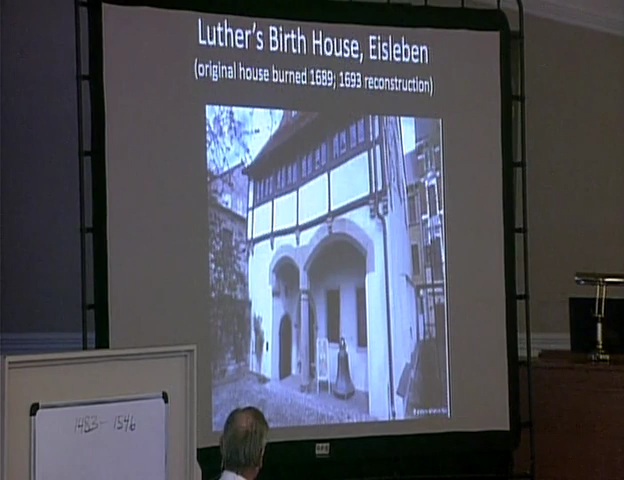 Luther's Birth House, Eisleben
(original house burned 1689; 1693 reconstruction)
1483 - 1546